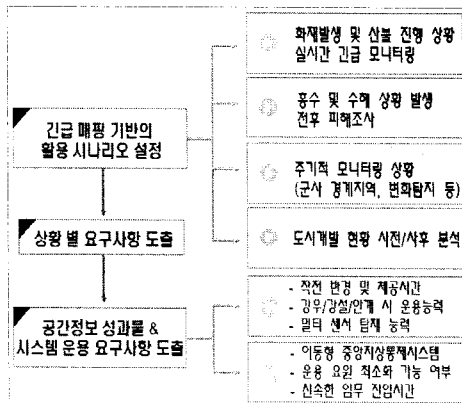 긴급 매핑 기반의
활용 시나리오 설정
상황 별 요구사항 도출
공간정보 성과물 &
시스템 운용 요구사항 도출
화재발생 및 산불 진행 상황
실시간 긴급 모니터링
홍수 및 수해 상황 발생
전후 피해조사
주기적 모니터링 상황
(군사 경계지역, 변화탐지 등)
도시개발 현황 사전/사후 분석
- 작전 반경 및 체공시간
- 강우/강설/안개 시 운용능력
- 멀티 센서 탑재 능력
- 이동형 중앙지상통제시스템
- 운용 요원 최소화 가능 여부
- 신속한 임무 진입시간